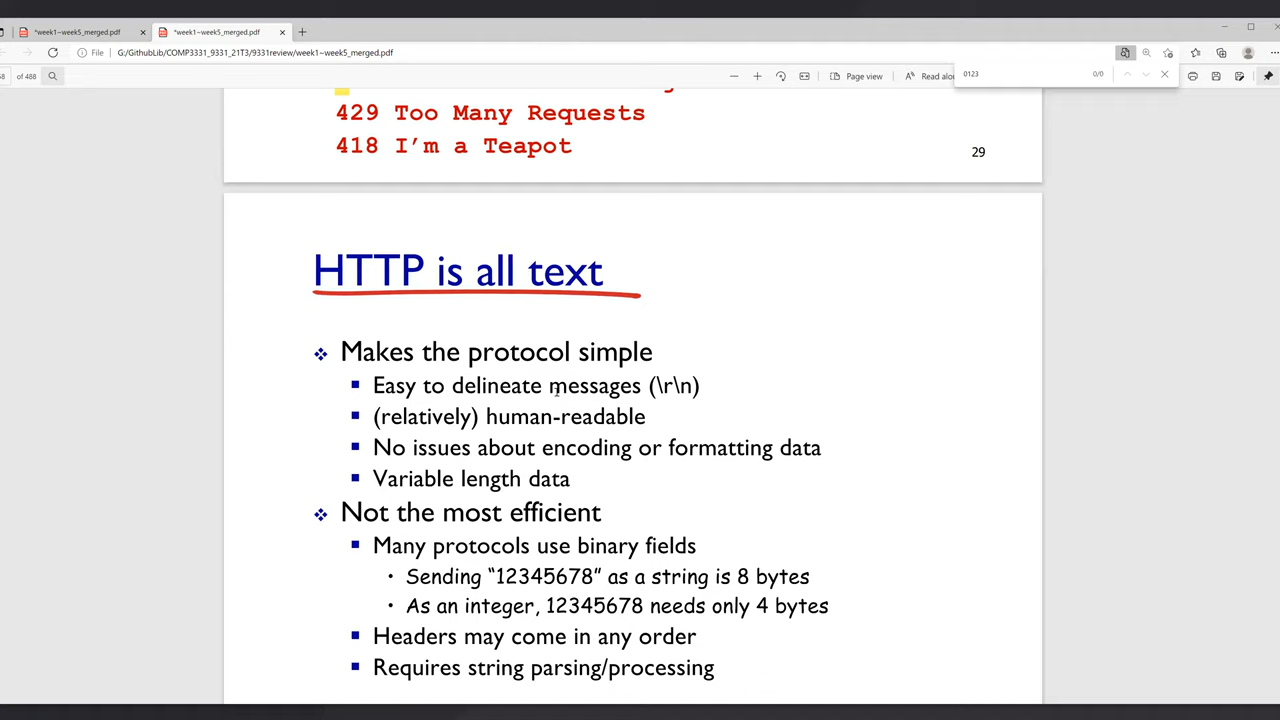 *week1~week5_merged.pdf
*week1~week5_merged.pdf
File G:/GithubLib/COMP3331_9331_21T3/9331review/week1~week5_merged.pdf
of 488
Page view
Read alou
0123
0/0
429 Too Many Requests
418 I'm a Teapot
29
HTTP is all text
Makes the protocol simple
Easy to delineate messages (\r\n)
(relatively) human-readable
No issues about encoding or formatting data
Variable length data
Not the most efficient
Many protocols use binary fields
Sending “12345678” as a string is 8 bytes
As an integer, 12345678 needs only 4 bytes
Headers may come in any order
Requires string parsing/processing